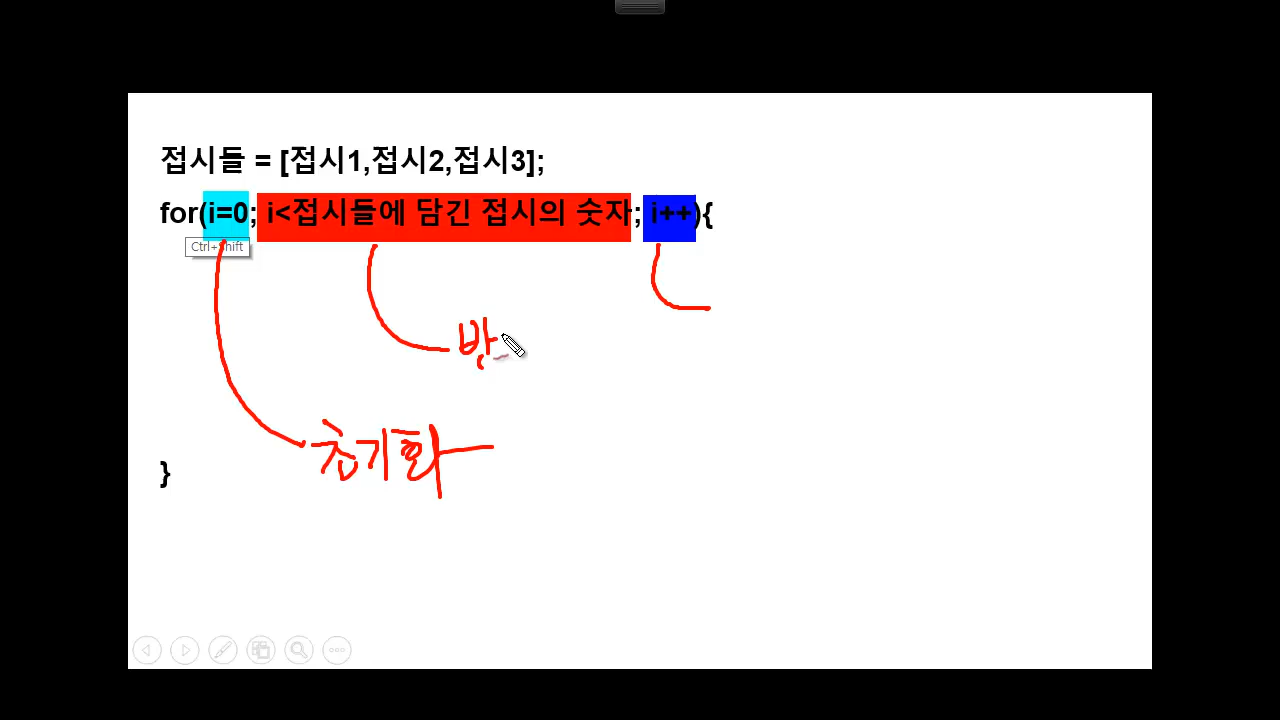 접시들 = [접시1,접시2,접시3];
for(i=0; i<접시들에 담긴 접시의 숫자; i++){
Ctrl+Shift
반
초기화
}